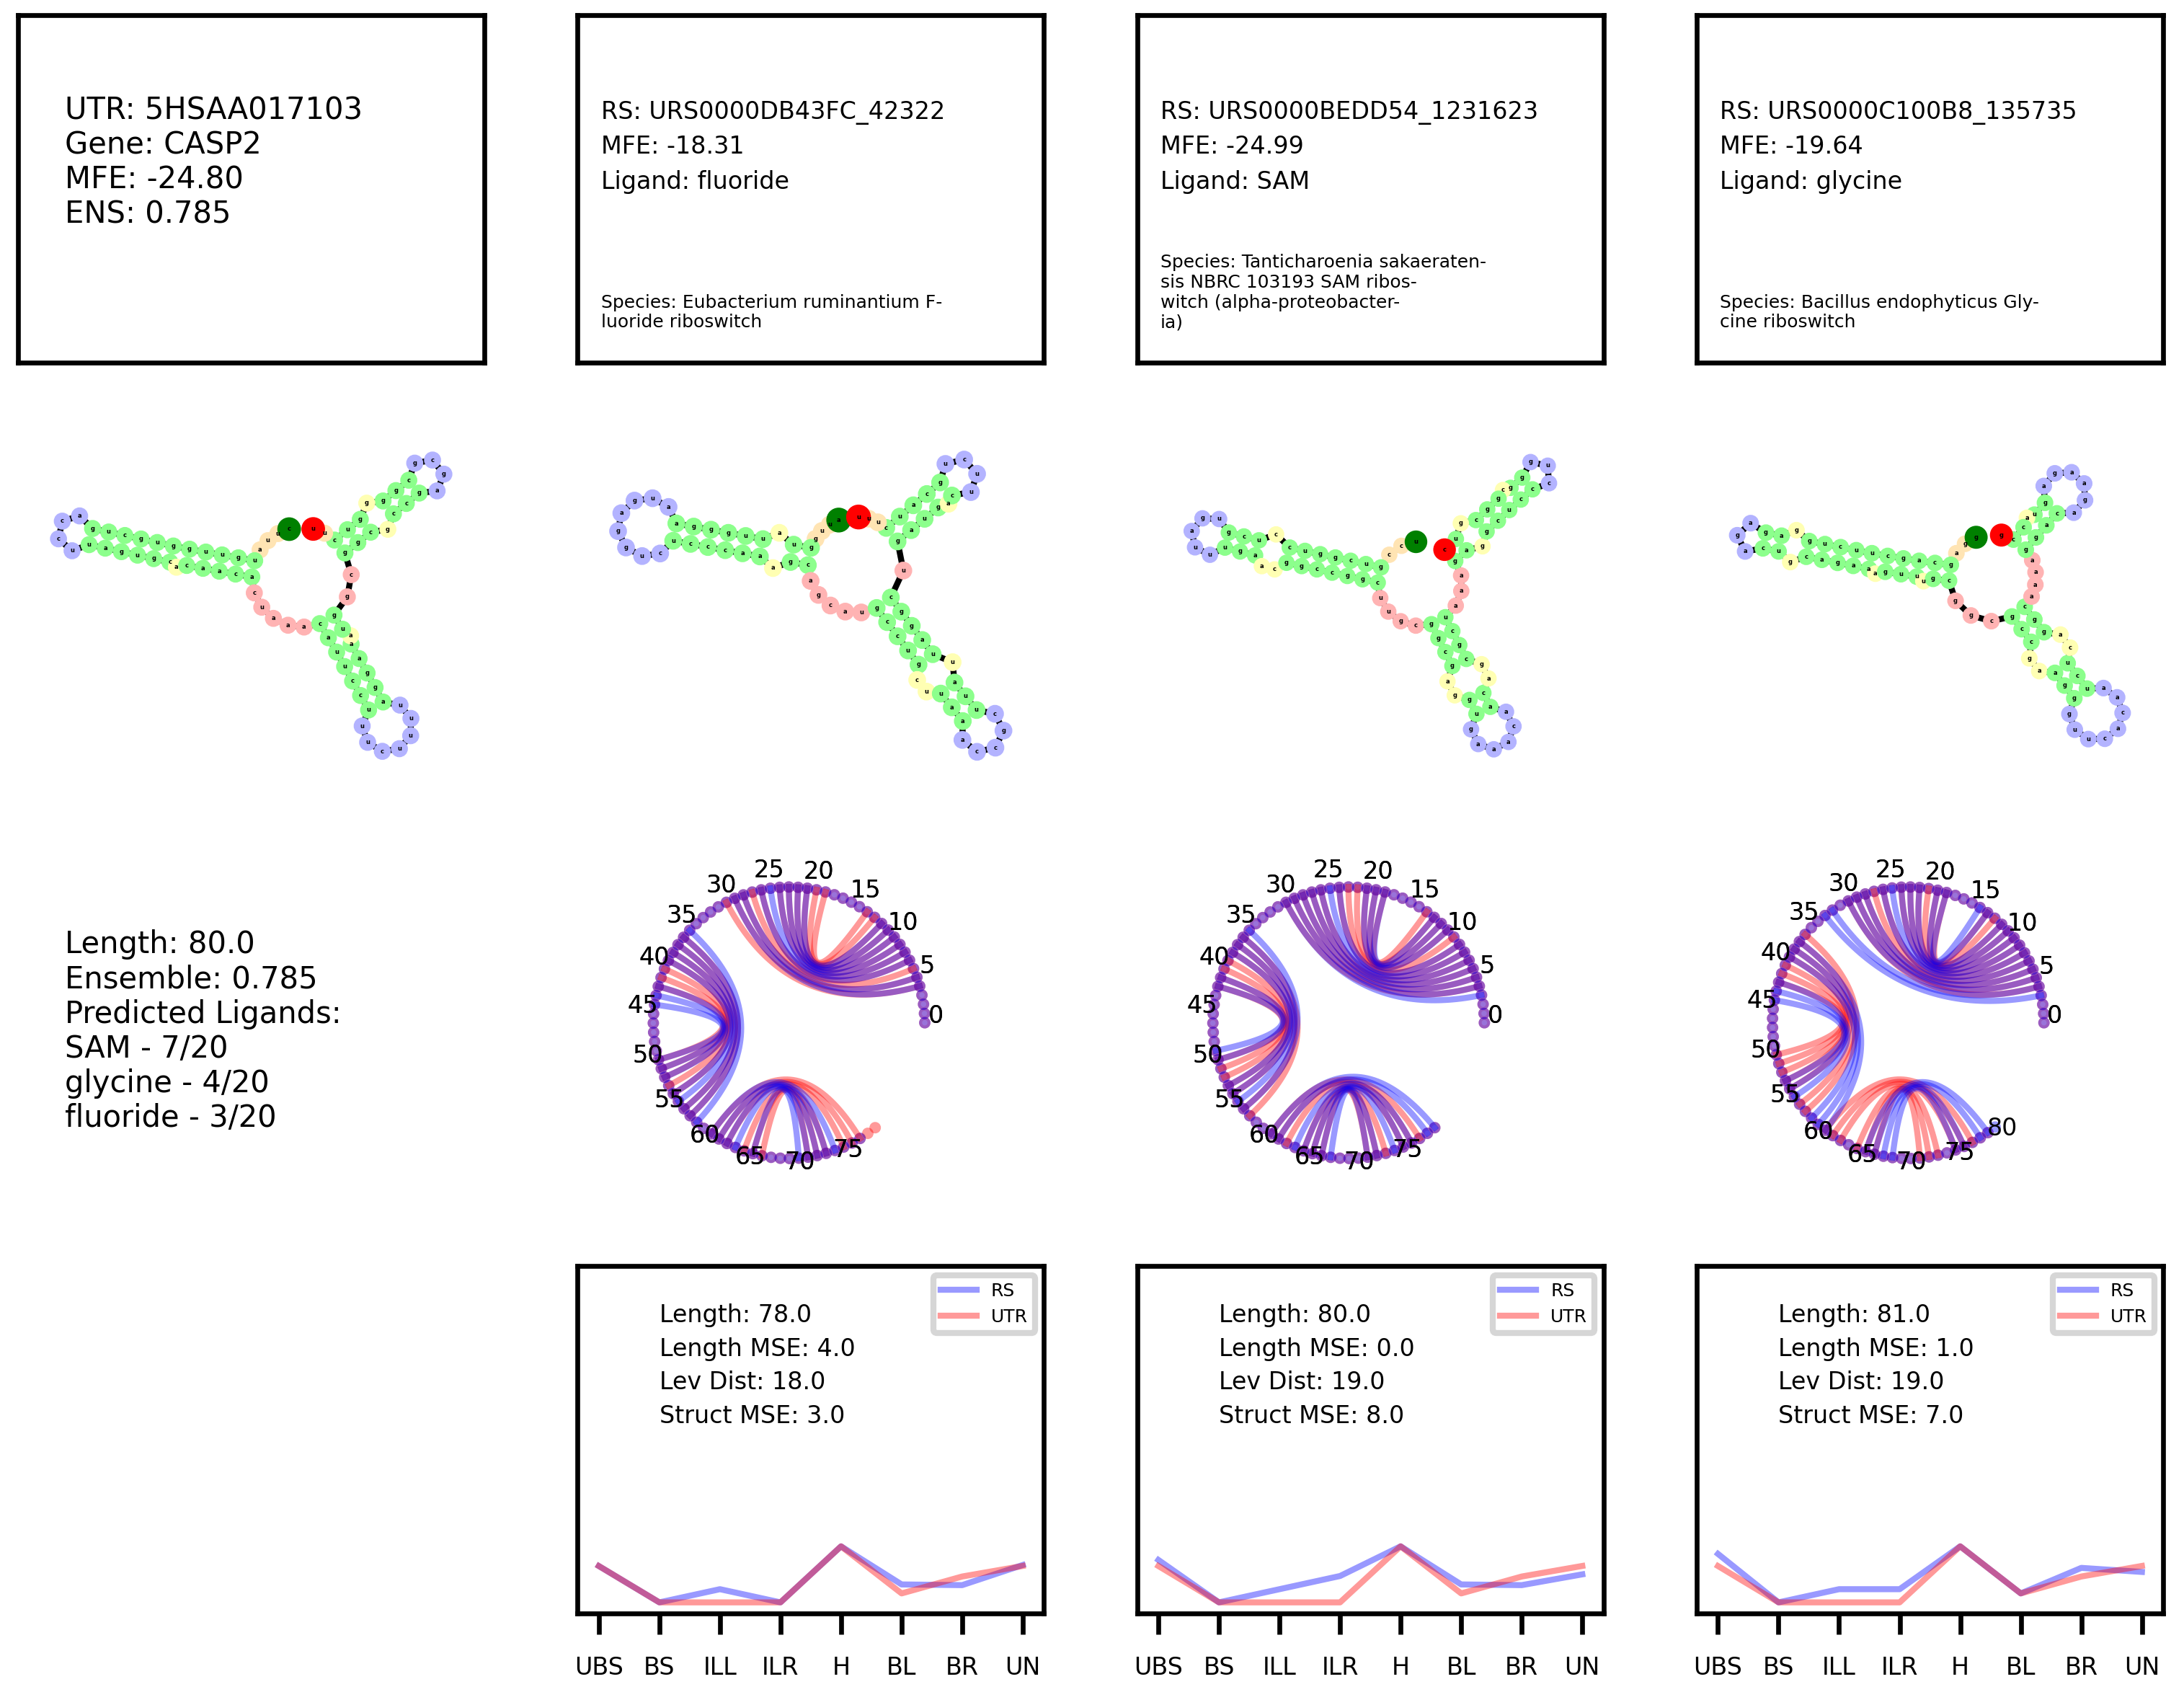 UTR: 5HSAA017103
Gene: CASP2
MFE: -24.80
ENS: 0.785
RS: URS0000DB43FC_42322
MFE: -18.31
Ligand: fluoride
Species: Eubacterium ruminantium F-
luoride riboswitch
RS: URS0000BEDD54_1231623
MFE: -24.99
Ligand: SAM
Species: Tanticharoenia sakaeraten-
sis NBRC 103193 SAM ribos-
witch (alpha-proteobacter-
ia)
RS: URS0000C100B8_135735
MFE: -19.64
Ligand: glycine
Species: Bacillus endophyticus Gly-
cine riboswitch
Length: 80.0
Ensemble: 0.785
Predicted Ligands:
SAM - 7/20
glycine - 4/20
fluoride - 3/20
0
5
10
15
20
25
30
35
40
45
50
55
60
65
70
75
0
5
10
15
20
25
30
35
40
45
50
55
60
65
70
75
0
5
10
15
20
25
30
35
40
45
50
55
60
65
70
75
80
RS
UTR
Length: 78.0
Length MSE: 4.0
Lev Dist: 18.0
Struct MSE: 3.0
UBS BS ILL ILR H BL BR UN
RS
UTR
Length: 80.0
Length MSE: 0.0
Lev Dist: 19.0
Struct MSE: 8.0
UBS BS ILL ILR H BL BR UN
RS
UTR
Length: 81.0
Length MSE: 1.0
Lev Dist: 19.0
Struct MSE: 7.0
UBS BS ILL ILR H BL BR UN